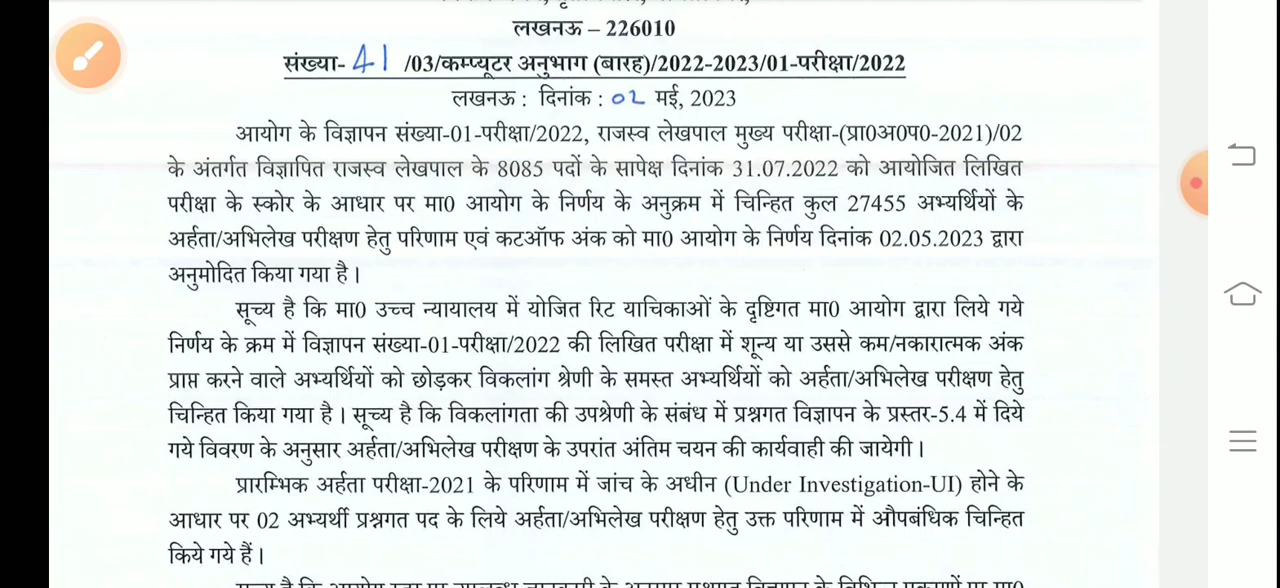 लखनऊ – 226010
संख्या- 41 /03/कम्प्यूटर अनुभाग (बारह)/2022-2023/01-परीक्षा/2022
लखनऊ : दिनांक : 02 मई, 2023
आयोग के विज्ञापन संख्या-01-परीक्षा/2022, राजस्व लेखपाल मुख्य परीक्षा-(प्रा0अ0प0-2021)/02
के अंतर्गत विज्ञापित राजस्व लेखपाल के 8085 पदों के सापेक्ष दिनांक 31.07.2022 को आयोजित लिखित
परीक्षा के स्कोर के आधार पर मा0 आयोग के निर्णय के अनुक्रम में चिन्हित कुल 27455 अभ्यर्थियों के
अर्हता/अभिलेख परीक्षण हेतु परिणाम एवं कटऑफ अंक को मा0 आयोग के निर्णय दिनांक 02.05.2023 द्वारा
अनुमोदित किया गया है।
सूच्य है कि मा0 उच्च न्यायालय में योजित रिट याचिकाओं के दृष्टिगत मा0 आयोग द्वारा लिये गये
निर्णय के क्रम में विज्ञापन संख्या-01-परीक्षा/2022 की लिखित परीक्षा में शून्य या उससे कम/नकारात्मक अंक
प्राप्त करने वाले अभ्यर्थियों को छोड़कर विकलांग श्रेणी के समस्त अभ्यर्थियों को अर्हता/अभिलेख परीक्षण हेतु
चिन्हित किया गया है। सूच्य है कि विकलांगता की उपश्रेणी के संबंध में प्रश्नगत विज्ञापन के प्रस्तर-5.4 में दिये
गये विवरण के अनुसार अर्हता/अभिलेख परीक्षण के उपरांत अंतिम चयन की कार्यवाही की जायेगी।
प्रारम्भिक अर्हता परीक्षा-2021 के परिणाम में जांच के अधीन (Under Investigation-UI) होने के
आधार पर 02 अभ्यर्थी प्रश्नगत पद के लिये अर्हता/अभिलेख परीक्षण हेतु उक्त परिणाम में औपबंधिक चिन्हित
किये गये हैं।